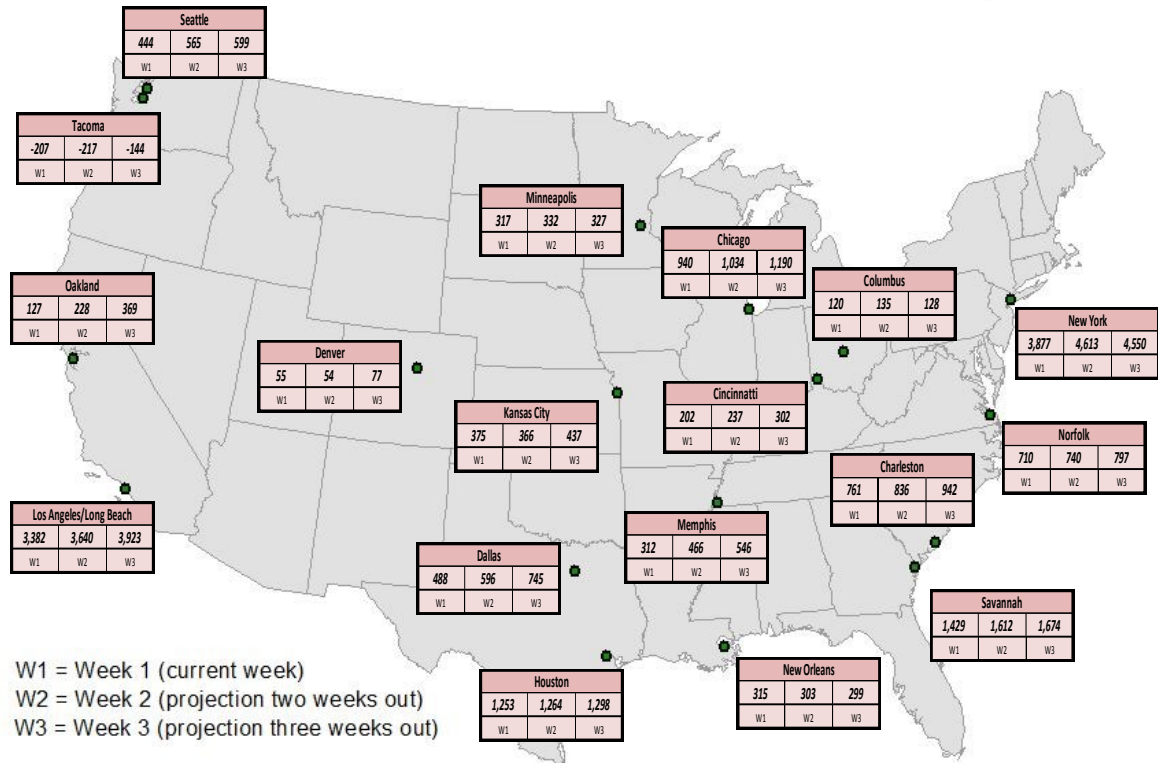 Seattle
444 565 599
W1 W2 W3
Tacoma
-207 -217 -144
W1 W2 W3
Minneapolis
317 332 327
W1 W2 W3
Chicago
940 1,034 1,190
W1 W2 W3
Oakland
127 228 369
W1 W2 W3
Columbus
120 135 128
W1 W2 W3
New York
3,877 4,613 4,550
W1 W2 W3
Denver
55 54 77
W1 W2 W3
Cincinnatti
202 237 302
W1 W2 W3
Kansas City
375 366 437
W1 W2 W3
Norfolk
710 740 797
W1 W2 W3
Charleston
761 836 942
W1 W2 W3
Los Angeles/Long Beach
3,382 3,640 3,923
W1 W2 W3
Memphis
312 466 546
W1 W2 W3
Dallas
488 596 745
W1 W2 W3
Savannah
1,429 1,612 1,674
W1 W2 W3
New Orleans
315 303 299
W1 W2 W3
Houston
1,253 1,264 1,298
W1 W2 W3
W1 = Week 1 (current week)
W2 = Week 2 (projection two weeks out)
W3 = Week 3 (projection three weeks out)